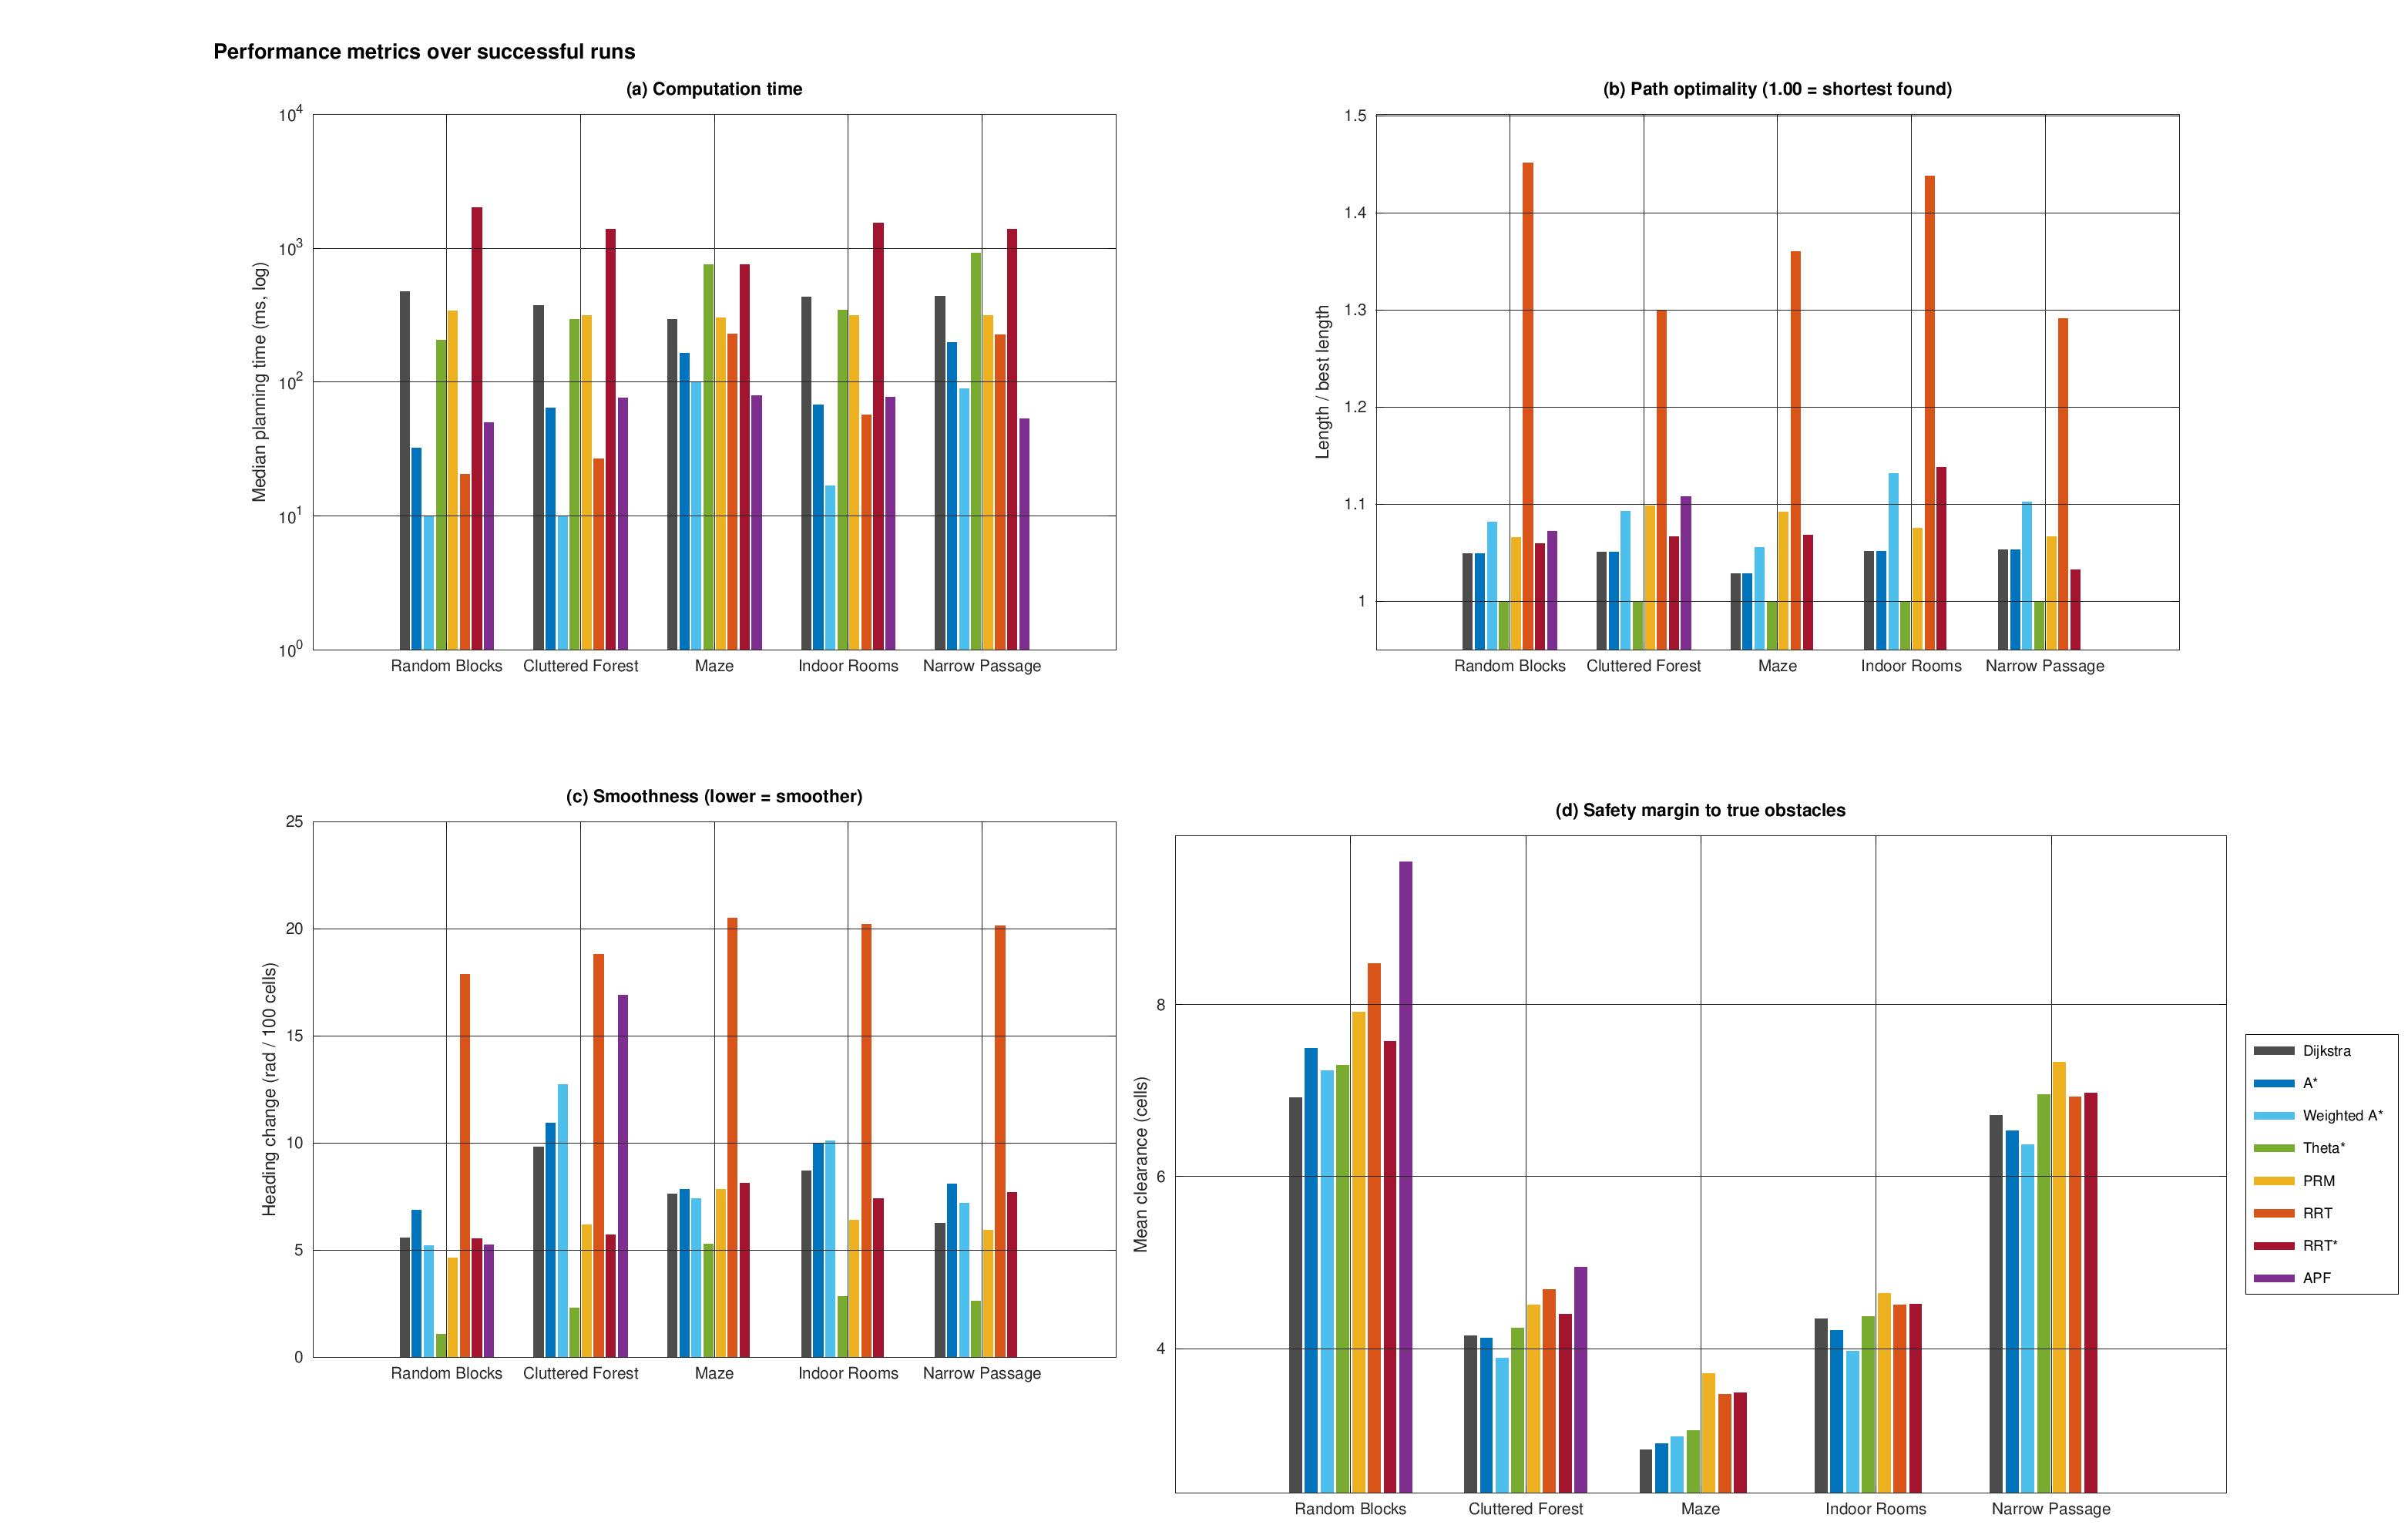 Performance metrics over successful runs
(a) Computation time
10^4
10^3
10^2
10^1
10^0
Median planning time (ms, log)
Random Blocks Cluttered Forest Maze Indoor Rooms Narrow Passage
(b) Path optimality (1.00 = shortest found)
1.5
1.4
1.3
1.2
1.1
1
Length / best length
Random Blocks Cluttered Forest Maze Indoor Rooms Narrow Passage
(c) Smoothness (lower = smoother)
25
20
15
10
5
0
Heading change (rad / 100 cells)
Random Blocks Cluttered Forest Maze Indoor Rooms Narrow Passage
(d) Safety margin to true obstacles
8
6
4
Mean clearance (cells)
Random Blocks Cluttered Forest Maze Indoor Rooms Narrow Passage
Dijkstra
A*
Weighted A*
Theta*
PRM
RRT
RRT*
APF